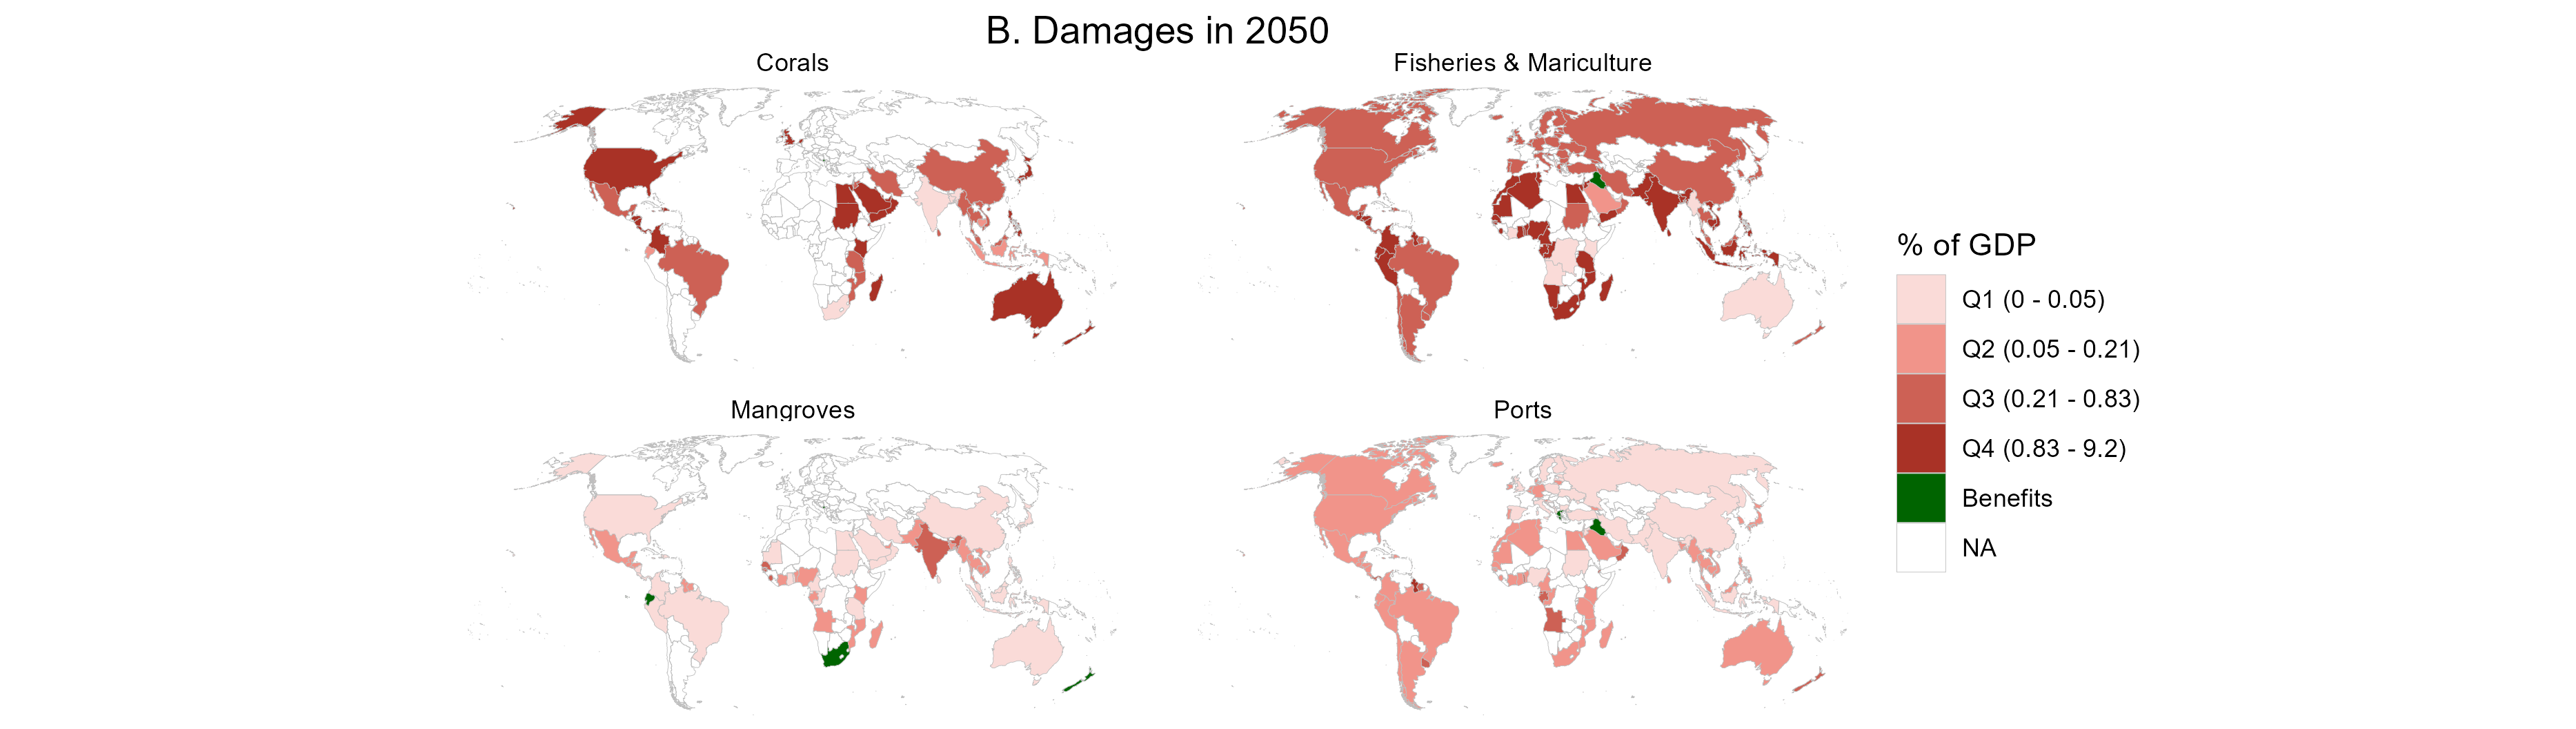 B. Damages in 2050
Corals
Fisheries & Mariculture
Mangroves
Ports
% of GDP
Q1 (0 - 0.05)
Q2 (0.05 - 0.21)
Q3 (0.21 - 0.83)
Q4 (0.83 - 9.2)
Benefits
NA